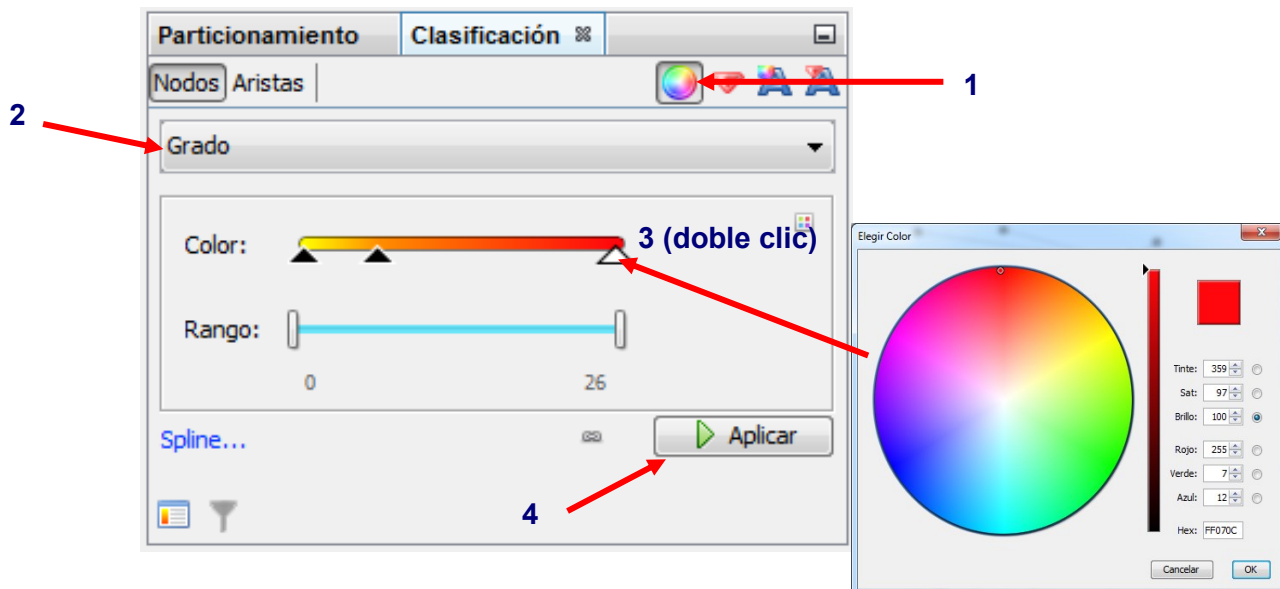 Particionamiento Clasificación
Nodos Aristas
1
2
Grado
Color:
3 (doble clic)
Rango:
0 26
Spline...
Aplicar
4
Elegir Color
Tinte: 359
Sat: 97
Brillo: 100
Rojo: 255
Verde: 7
Azul: 12
Hex: FF070C
Cancelar OK